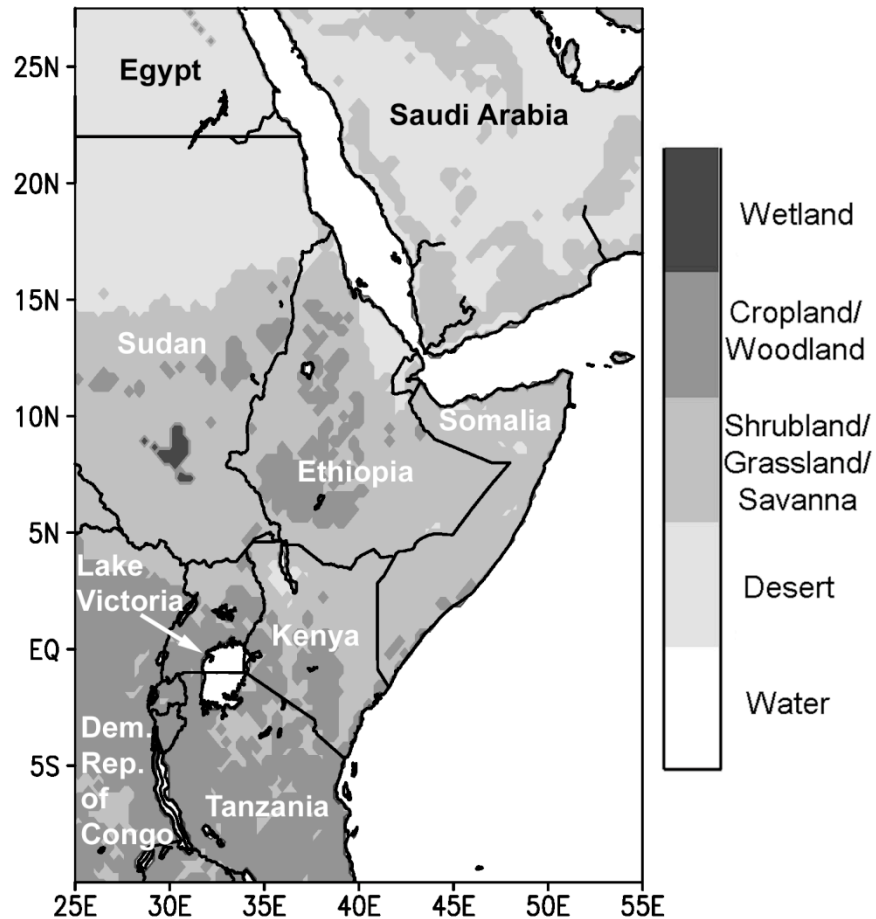 25N
20N
15N
10N
5N
EQ
5S
25E
30E
35E
40E
45E
50E
55E
Egypt
Saudi Arabia
Sudan
Somalia
Ethiopia
Lake
Victoria
Kenya
Dem.
Rep.
of
Congo
Tanzania
Wetland
Cropland/
Woodland
Shrubland/
Grassland/
Savanna
Desert
Water